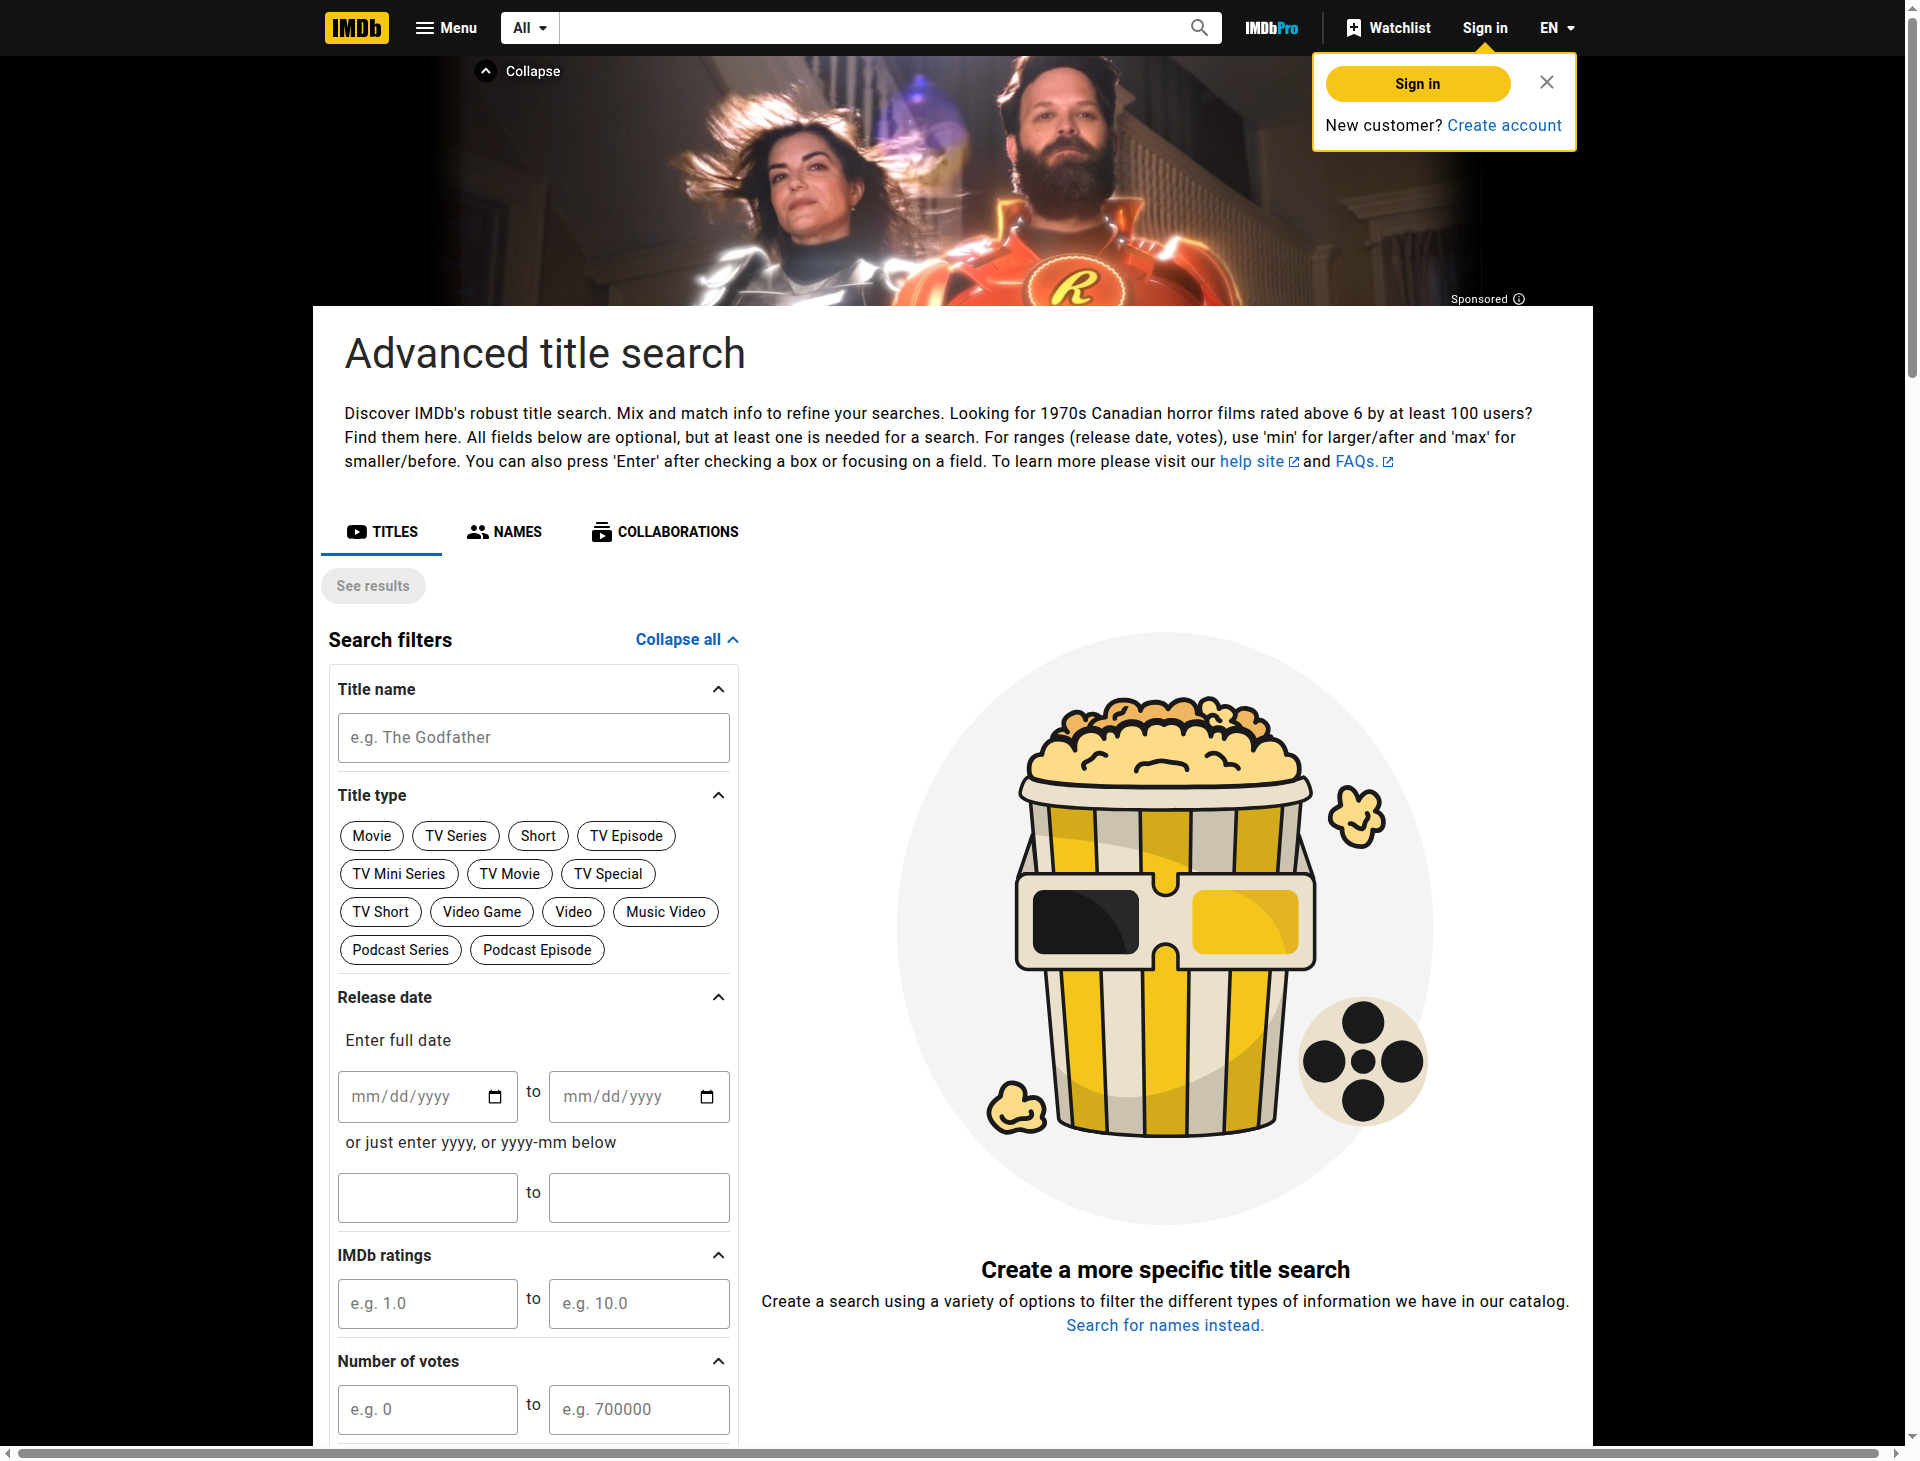 IMDb
Menu
All
IMDbPro
Watchlist
Sign in
EN
Collapse
Sign in
New customer? Create account
R
Sponsored
Advanced title search
Discover IMDb's robust title search. Mix and match info to refine your searches. Looking for 1970s Canadian horror films rated above 6 by at least 100 users?
Find them here. All fields below are optional, but at least one is needed for a search. For ranges (release date, votes), use 'min' for larger/after and 'max' for
smaller/before. You can also press 'Enter' after checking a box or focusing on a field. To learn more please visit our help site and FAQs.
TITLES
NAMES
COLLABORATIONS
See results
Search filters
Collapse all
Title name
e.g. The Godfather
Title type
Movie
TV Series
Short
TV Episode
TV Mini Series
TV Movie
TV Special
TV Short
Video Game
Video
Music Video
Podcast Series
Podcast Episode
Release date
Enter full date
mm/dd/yyyy
to
mm/dd/yyyy
or just enter yyyy, or yyyy-mm below
to
IMDb ratings
e.g. 1.0
to
e.g. 10.0
Number of votes
e.g. 0
to
e.g. 700000
Create a more specific title search
Create a search using a variety of options to filter the different types of information we have in our catalog.
Search for names instead.